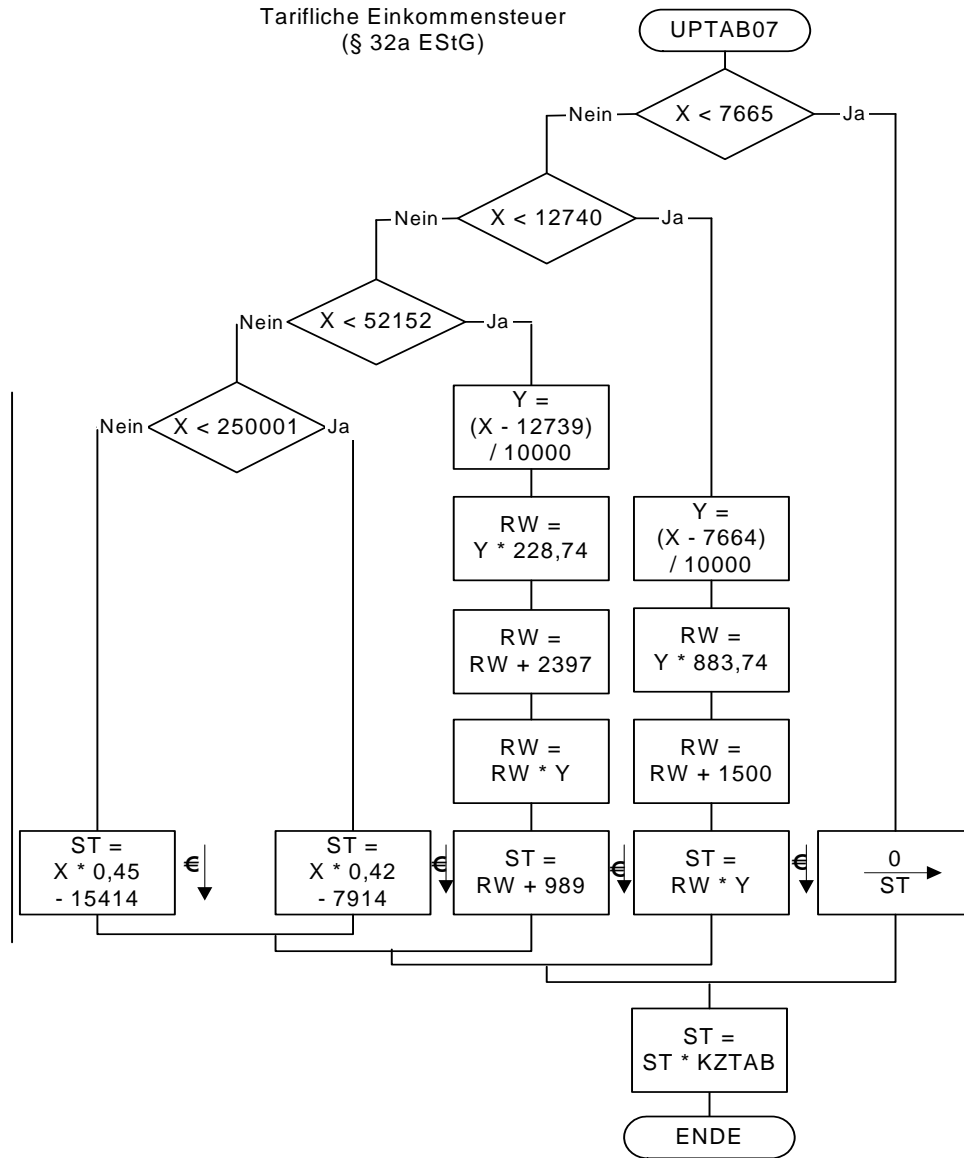 Tarifliche Einkommensteuer
(§ 32a EStG)
UPTAB07
X < 7665
Nein
Ja
X < 12740
Nein
Ja
X < 52152
Nein
Ja
X < 250001
Nein
Ja
Y =
(X - 12739)
/ 10000
RW =
Y * 228,74
RW =
RW + 2397
RW =
RW * Y
Y =
(X - 7664)
/ 10000
RW =
Y * 883,74
RW =
RW + 1500
ST =
X * 0,45
- 15414
€
ST =
X * 0,42
- 7914
€
ST =
RW + 989
€
ST =
RW * Y
€
0
ST
ST =
ST * KZTAB
ENDE